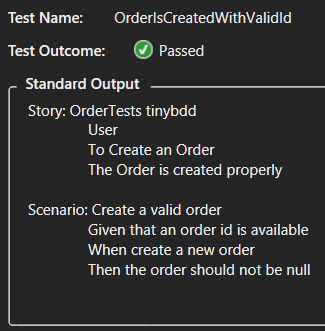 Test Name: OrderIsCreatedWithValidId
Test Outcome: Passed
Standard Output
Story: OrderTests tinybdd
User
To Create an Order
The Order is created properly
Scenario: Create a valid order
Given that an order id is available
When create a new order
Then the order should not be null